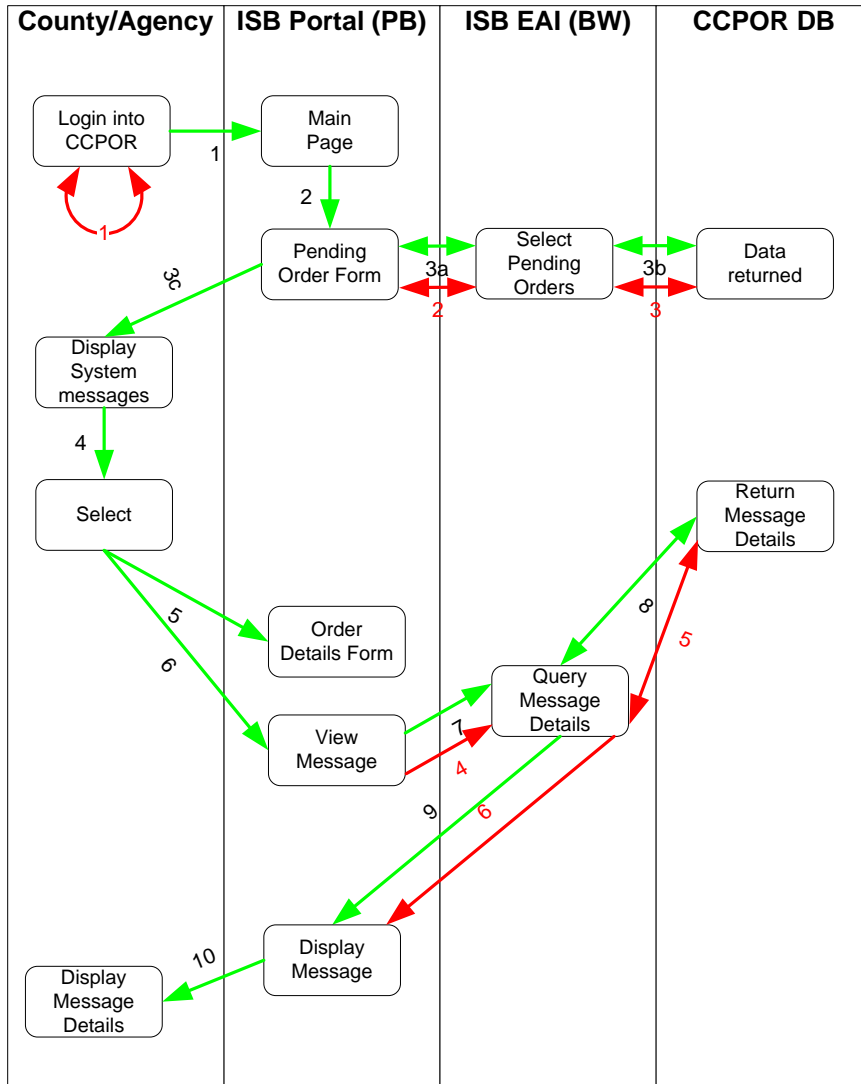 County/Agency
ISB Portal (PB)
ISB EAI (BW)
CCPOR DB
Login into
CCPOR
1
Main
Page
1
2
Pending
Order Form
3a
2
Select
Pending
Orders
3b
3
Data
returned
3c
Display
System
messages
4
Select
Return
Message
Details
5
6
Order
Details Form
8
5
Query
Message
Details
View
Message
7
4
9
6
10
Display
Message
Display
Message
Details